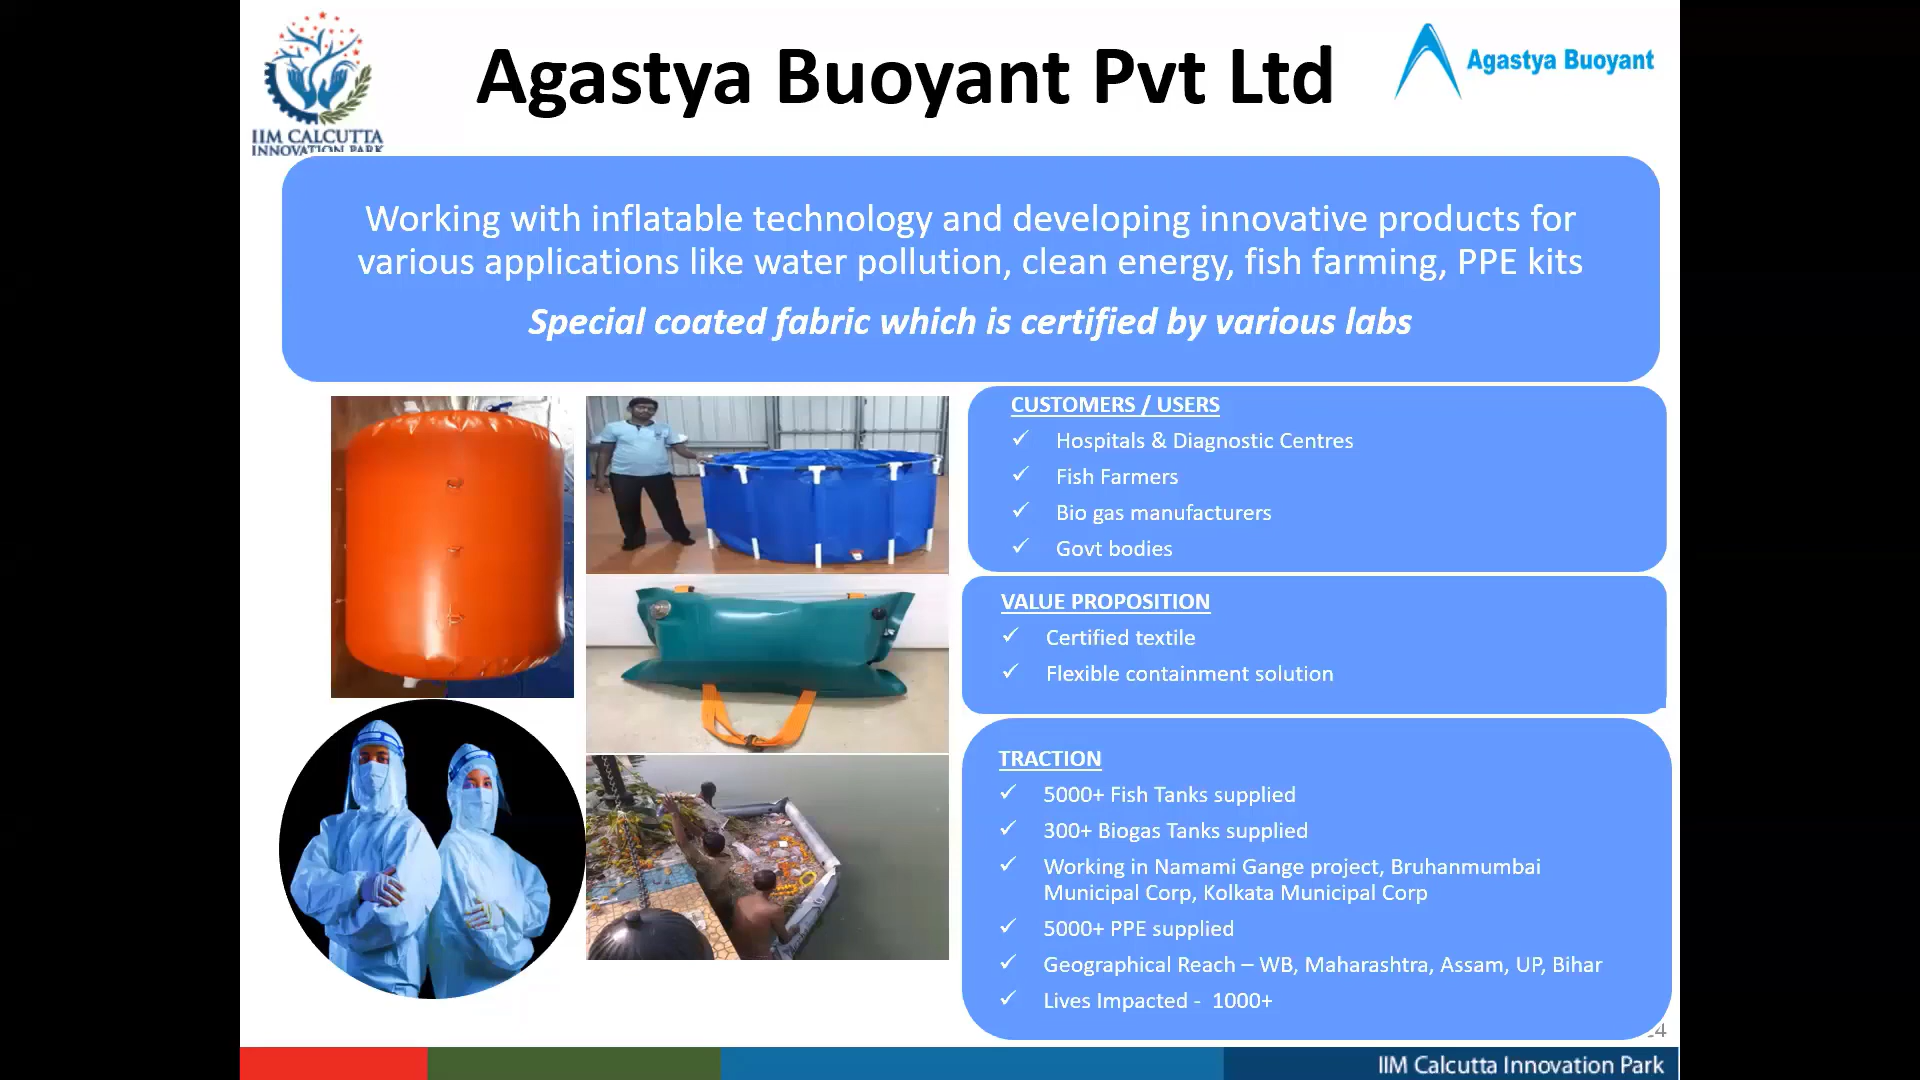 IIM CALCUTTA
INNOVATION PARK
Agastya Buoyant Pvt Ltd
Agastya Buoyant
Working with inflatable technology and developing innovative products for
various applications like water pollution, clean energy, fish farming, PPE kits
Special coated fabric which is certified by various labs
CUSTOMERS / USERS
✓ Hospitals & Diagnostic Centres
✓ Fish Farmers
✓ Bio gas manufacturers
✓ Govt bodies
VALUE PROPOSITION
✓ Certified textile
✓ Flexible containment solution
TRACTION
✓ 5000+ Fish Tanks supplied
✓ 300+ Biogas Tanks supplied
✓ Working in Namami Gange project, Bruhanmumbai
Municipal Corp, Kolkata Municipal Corp
✓ 5000+ PPE supplied
✓ Geographical Reach – WB, Maharashtra, Assam, UP, Bihar
✓ Lives Impacted - 1000+
IIM Calcutta Innovation Park